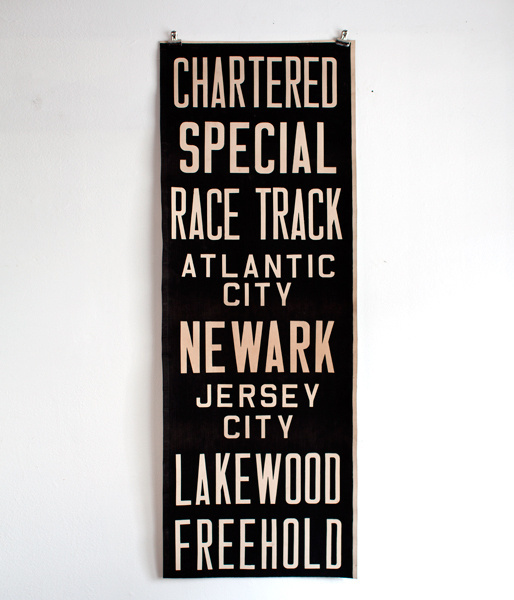 CHARTERED
SPECIAL
RACE TRACK
ATLANTIC
CITY
NEWARK
JERSEY
CITY
LAKEWOOD
FREEHOLD